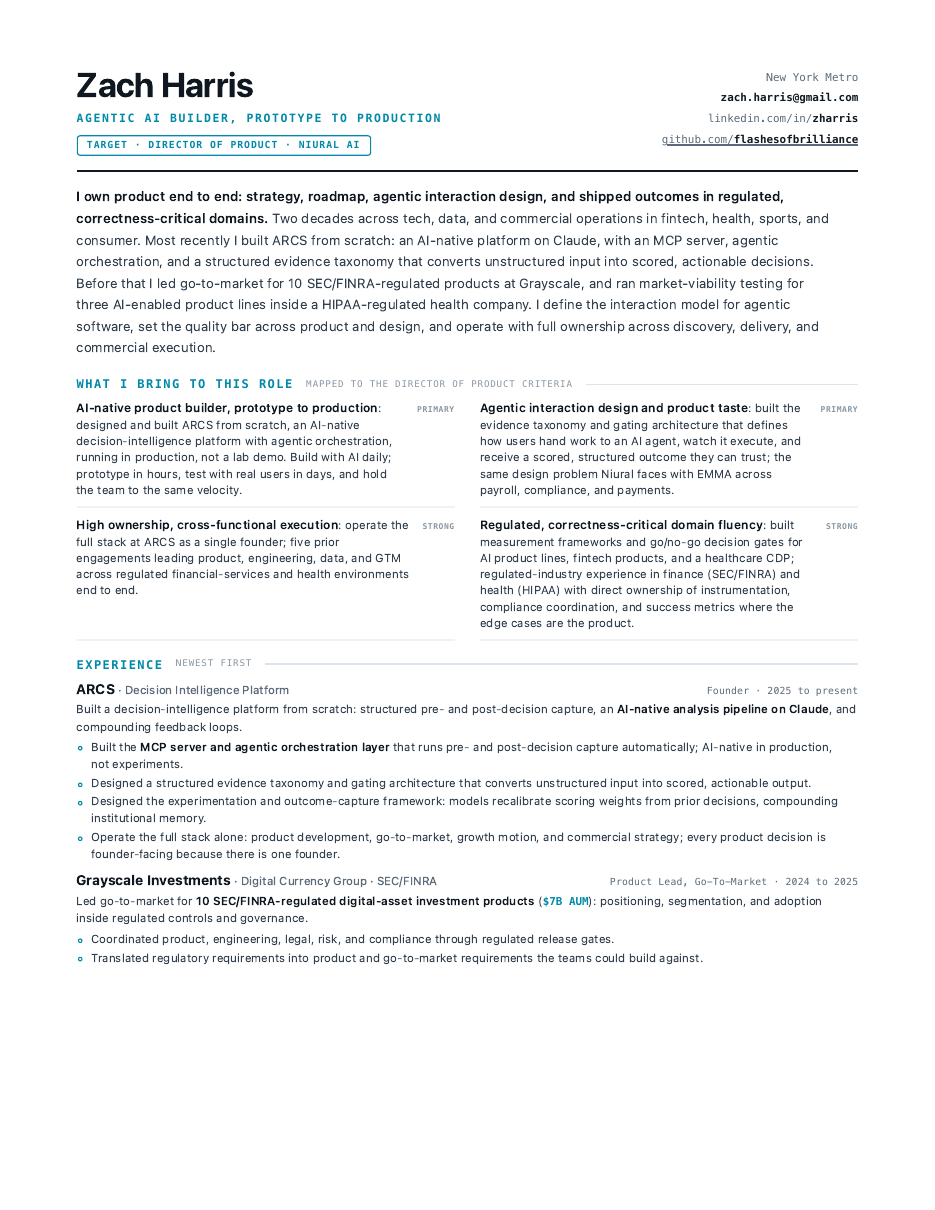 Zach Harris
AGENTIC AI BUILDER, PROTOTYPE TO PRODUCTION
TARGET · DIRECTOR OF PRODUCT · NIURAL AI
New York Metro
zach.harris@gmail.com
linkedin.com/in/zharris
github.com/flashesofbrilliance
I own product end to end: strategy, roadmap, agentic interaction design, and shipped outcomes in regulated,
correctness-critical domains. Two decades across tech, data, and commercial operations in fintech, health, sports, and
consumer. Most recently I built ARCS from scratch: an AI-native platform on Claude, with an MCP server, agentic
orchestration, and a structured evidence taxonomy that converts unstructured input into scored, actionable decisions.
Before that I led go-to-market for 10 SEC/FINRA-regulated products at Grayscale, and ran market-viability testing for
three AI-enabled product lines inside a HIPAA-regulated health company. I define the interaction model for agentic
software, set the quality bar across product and design, and operate with full ownership across discovery, delivery, and
commercial execution.
WHAT I BRING TO THIS ROLE MAPPED TO THE DIRECTOR OF PRODUCT CRITERIA
AI-native product builder, prototype to production: PRIMARY
designed and built ARCS from scratch, an AI-native
decision-intelligence platform with agentic orchestration,
running in production, not a lab demo. Build with AI daily;
prototype in hours, test with real users in days, and hold
the team to the same velocity.
Agentic interaction design and product taste: built the PRIMARY
evidence taxonomy and gating architecture that defines
how users hand work to an AI agent, watch it execute, and
receive a scored, structured outcome they can trust; the
same design problem Niural faces with EMMA across
payroll, compliance, and payments.
High ownership, cross-functional execution: operate the STRONG
full stack at ARCS as a single founder; five prior
engagements leading product, engineering, data, and GTM
across regulated financial-services and health environments
end to end.
Regulated, correctness-critical domain fluency: built STRONG
measurement frameworks and go/no-go decision gates for
AI product lines, fintech products, and a healthcare CDP;
regulated-industry experience in finance (SEC/FINRA) and
health (HIPAA) with direct ownership of instrumentation,
compliance coordination, and success metrics where the
edge cases are the product.
EXPERIENCE NEWEST FIRST
ARCS · Decision Intelligence Platform Founder · 2025 to present
Built a decision-intelligence platform from scratch: structured pre- and post-decision capture, an AI-native analysis pipeline on Claude, and
compounding feedback loops.
Built the MCP server and agentic orchestration layer that runs pre- and post-decision capture automatically; AI-native in production,
not experiments.
Designed a structured evidence taxonomy and gating architecture that converts unstructured input into scored, actionable output.
Designed the experimentation and outcome-capture framework: models recalibrate scoring weights from prior decisions, compounding
institutional memory.
Operate the full stack alone: product development, go-to-market, growth motion, and commercial strategy; every product decision is
founder-facing because there is one founder.
Grayscale Investments · Digital Currency Group · SEC/FINRA Product Lead, Go-To-Market · 2024 to 2025
Led go-to-market for 10 SEC/FINRA-regulated digital-asset investment products ($7B AUM): positioning, segmentation, and adoption
inside regulated controls and governance.
Coordinated product, engineering, legal, risk, and compliance through regulated release gates.
Translated regulatory requirements into product and go-to-market requirements the teams could build against.